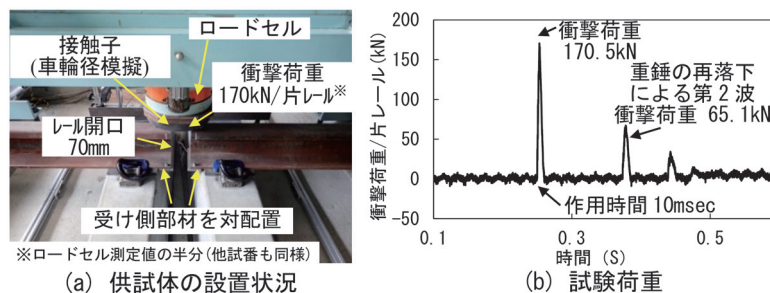 接触子
(車輪径模擬)
ロードセル
衝撃荷重
170kN/片レール※
レール開口
70mm
受け側部材を対配置
※ロードセル測定値の半分(他試番も同様)
(a) 供試体の設置状況
衝撃荷重/片レール(kN)
200
150
100
50
0
−50
衝撃荷重
170.5kN
重錘の再落下
による第2波
衝撃荷重 65.1kN
作用時間 10msec
0.1
0.3
0.5
時間 (S)
(b) 試験荷重